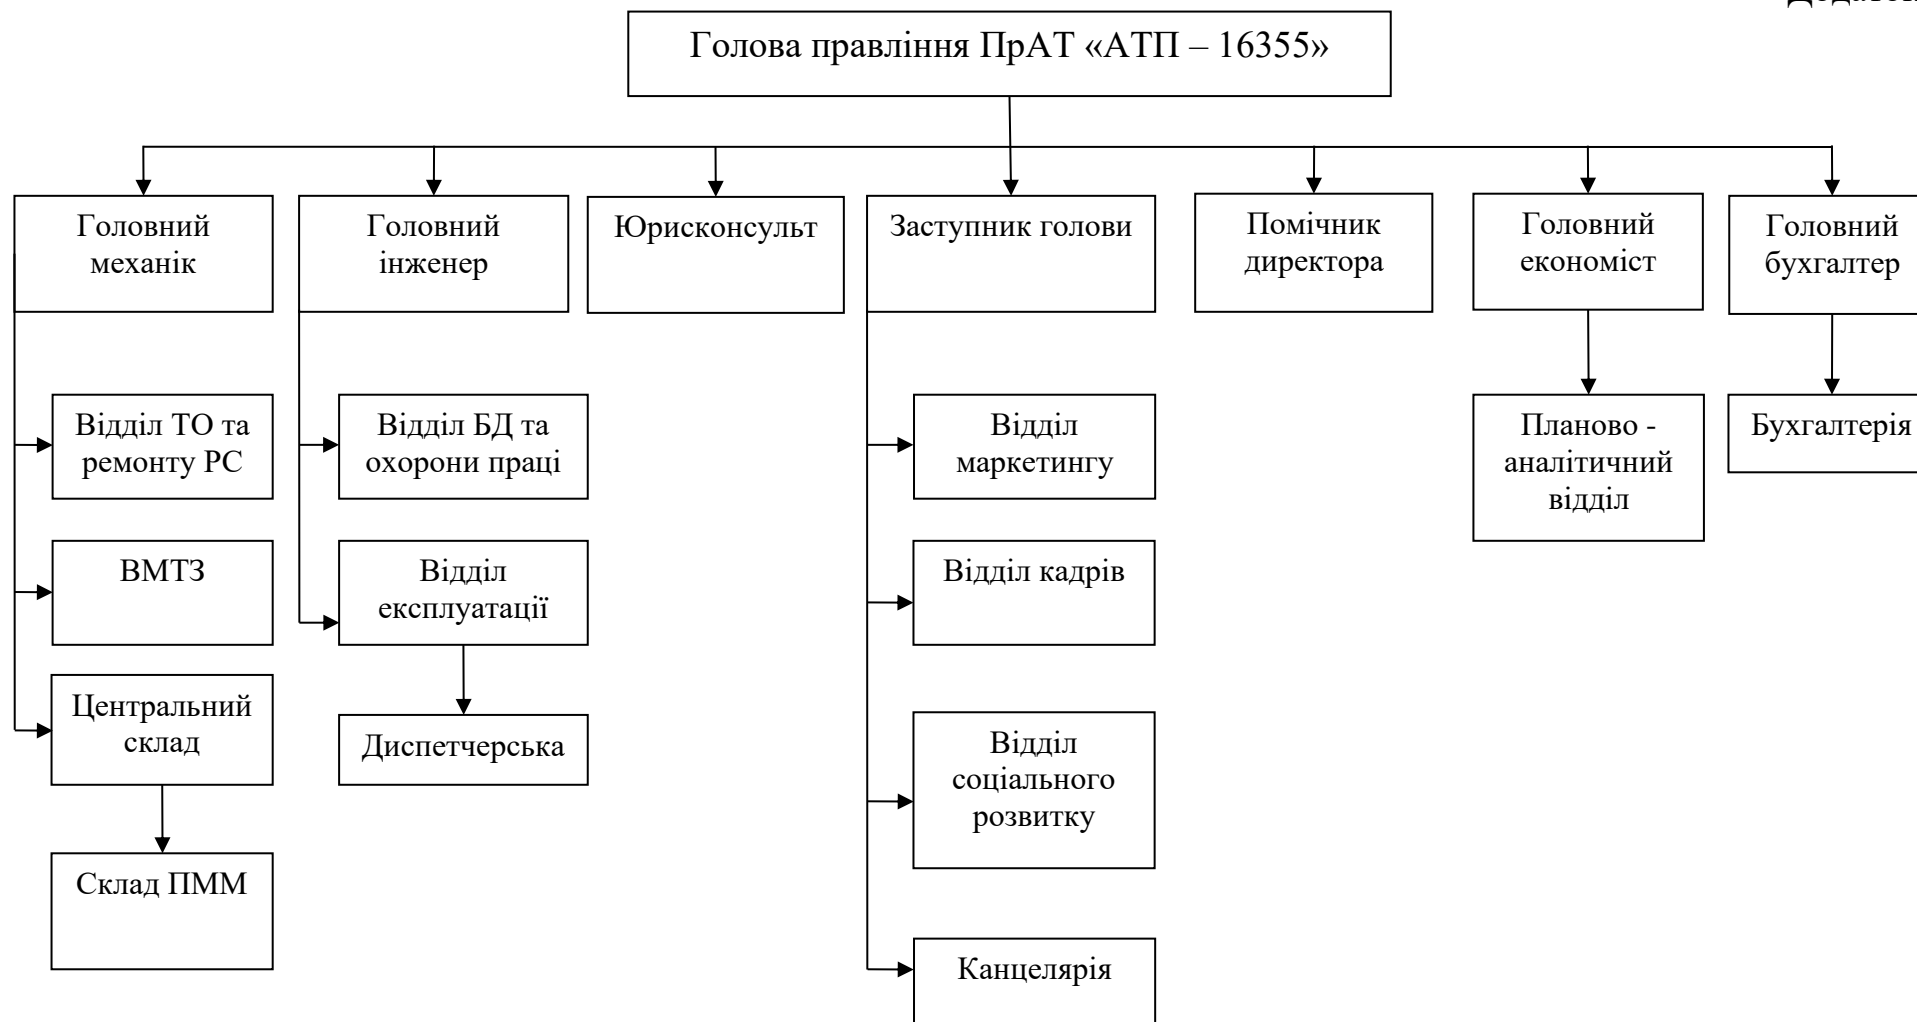 Голова правління ПрАТ «АТП – 16355»
Головний
механік
Головний
інженер
Юрисконсульт
Заступник голови
Помічник
директора
Головний
економіст
Головний
бухгалтер
Відділ ТО та
ремонту РС
Відділ БД та
охорони праці
Відділ
маркетингу
Планово -
аналітичний
відділ
Бухгалтерія
ВМТЗ
Відділ
експлуатації
Відділ кадрів
Центральний
склад
Диспетчерська
Відділ
соціального
розвитку
Склад ПММ
Канцелярія